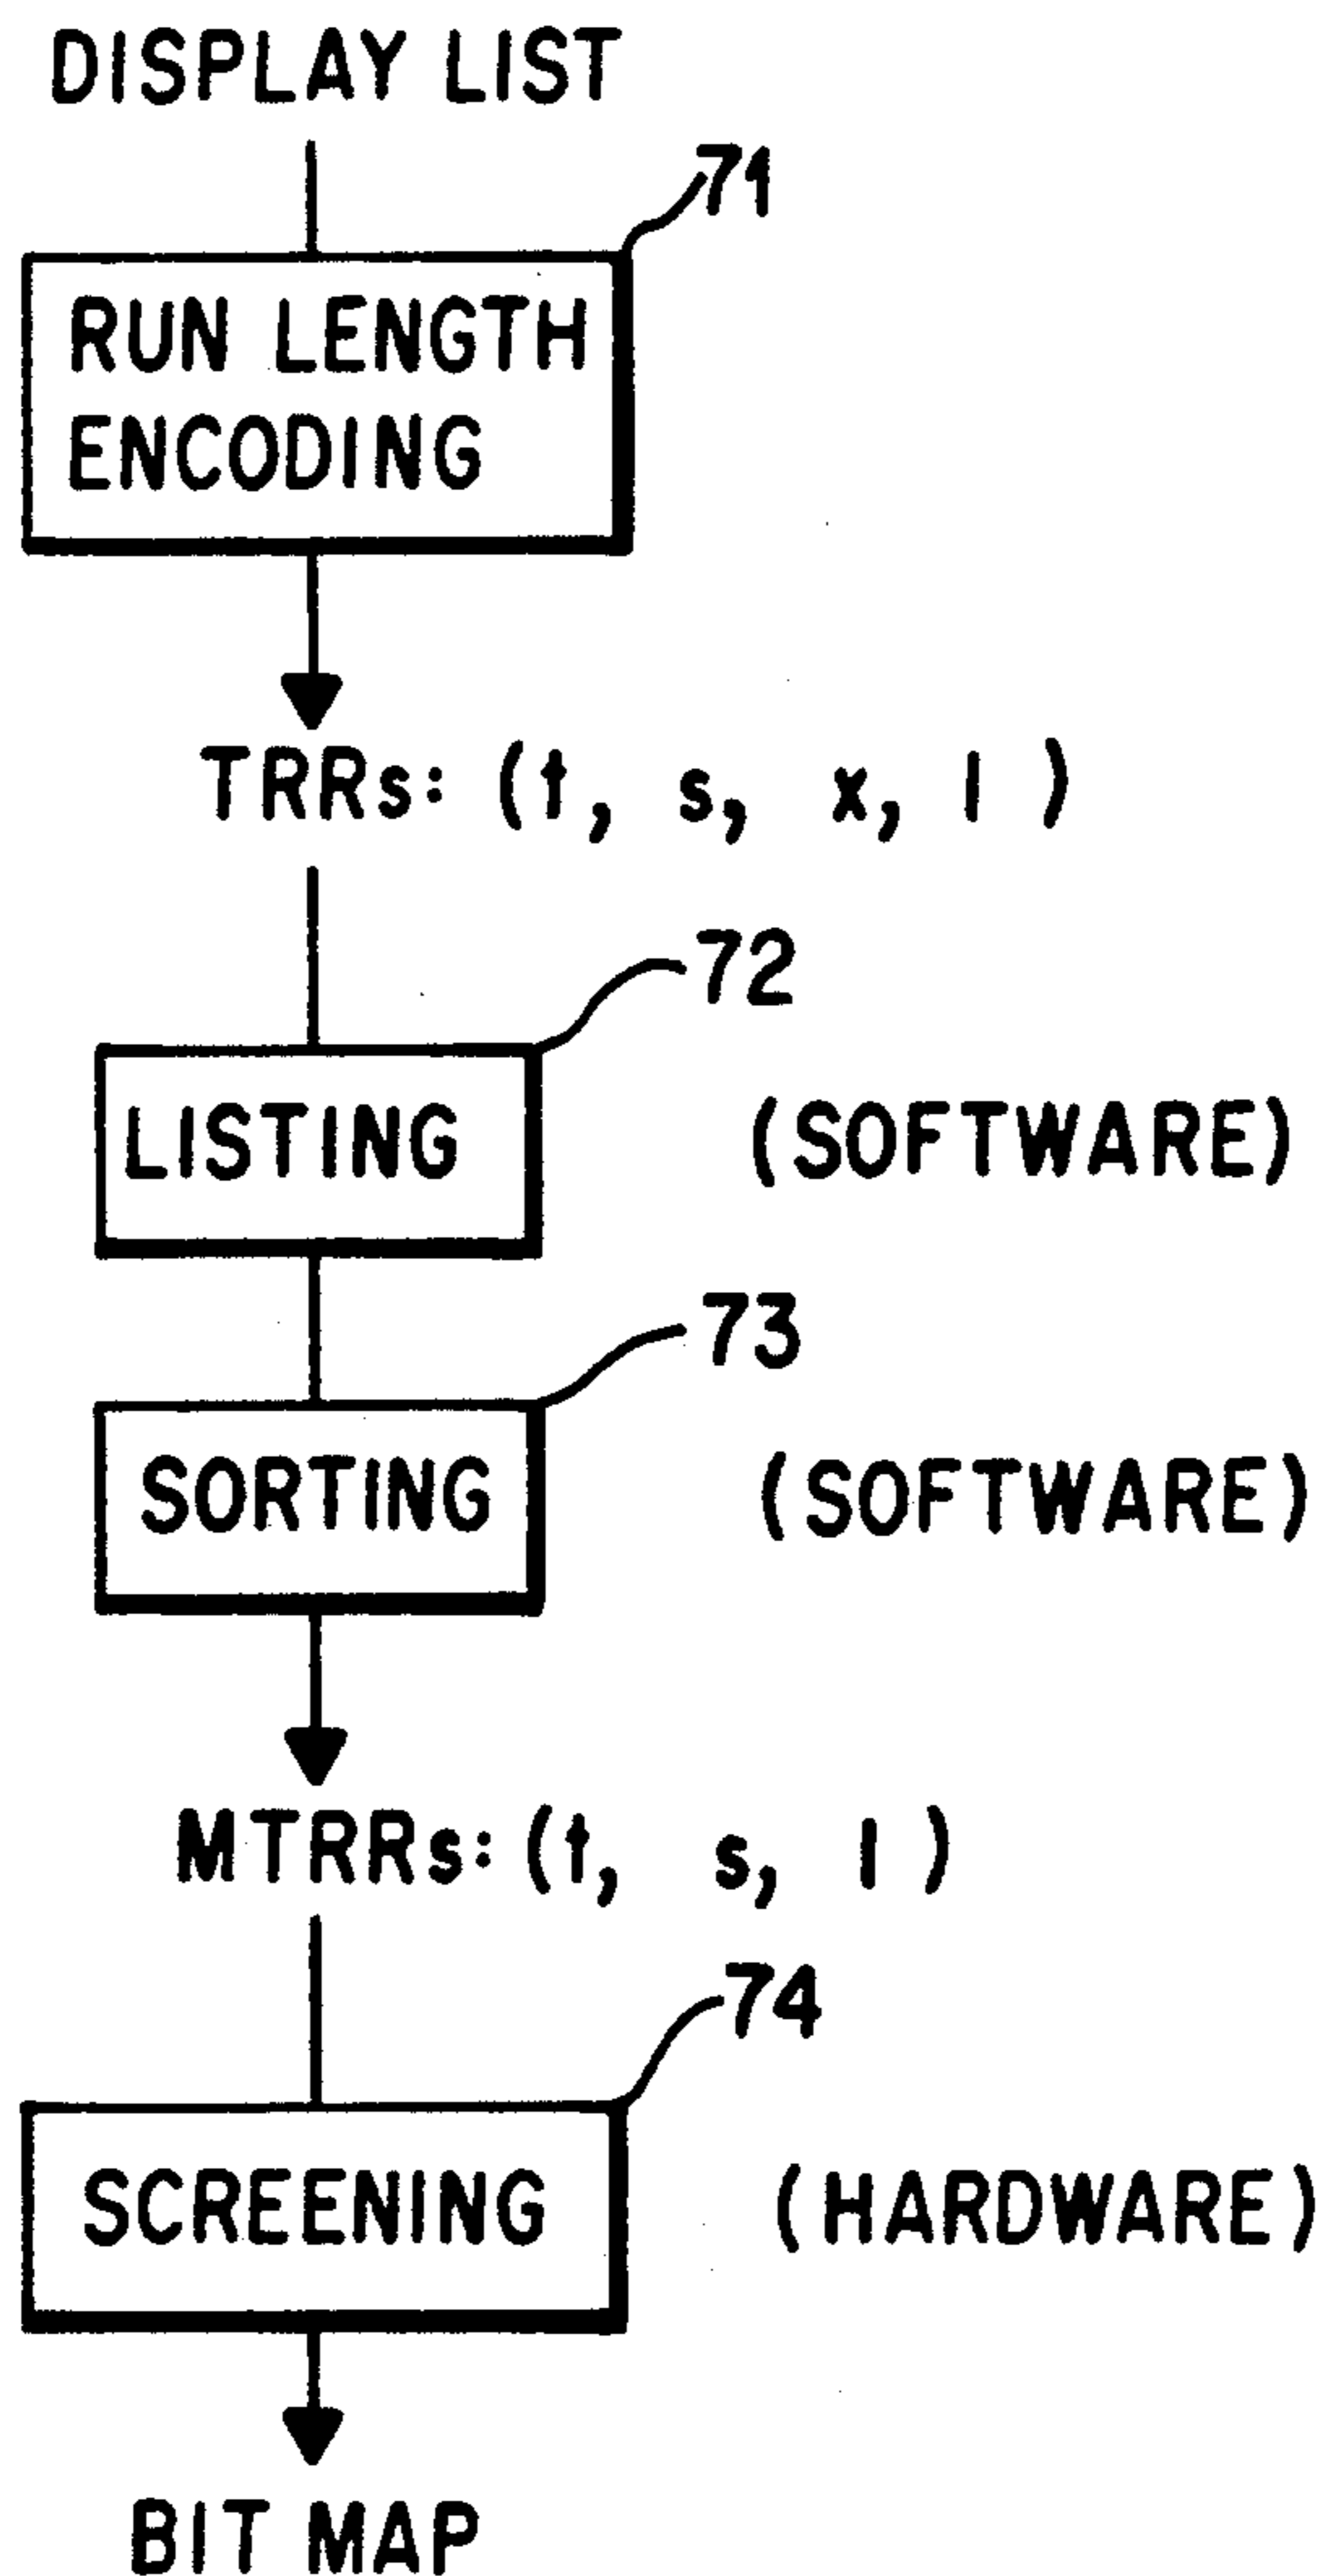 DISPLAY LIST
71
RUN LENGTH
ENCODING
TRRs: (t, s, x, l )
72
LISTING (SOFTWARE)
73
SORTING (SOFTWARE)
MTRRs: (t, s, l )
74
SCREENING (HARDWARE)
BIT MAP